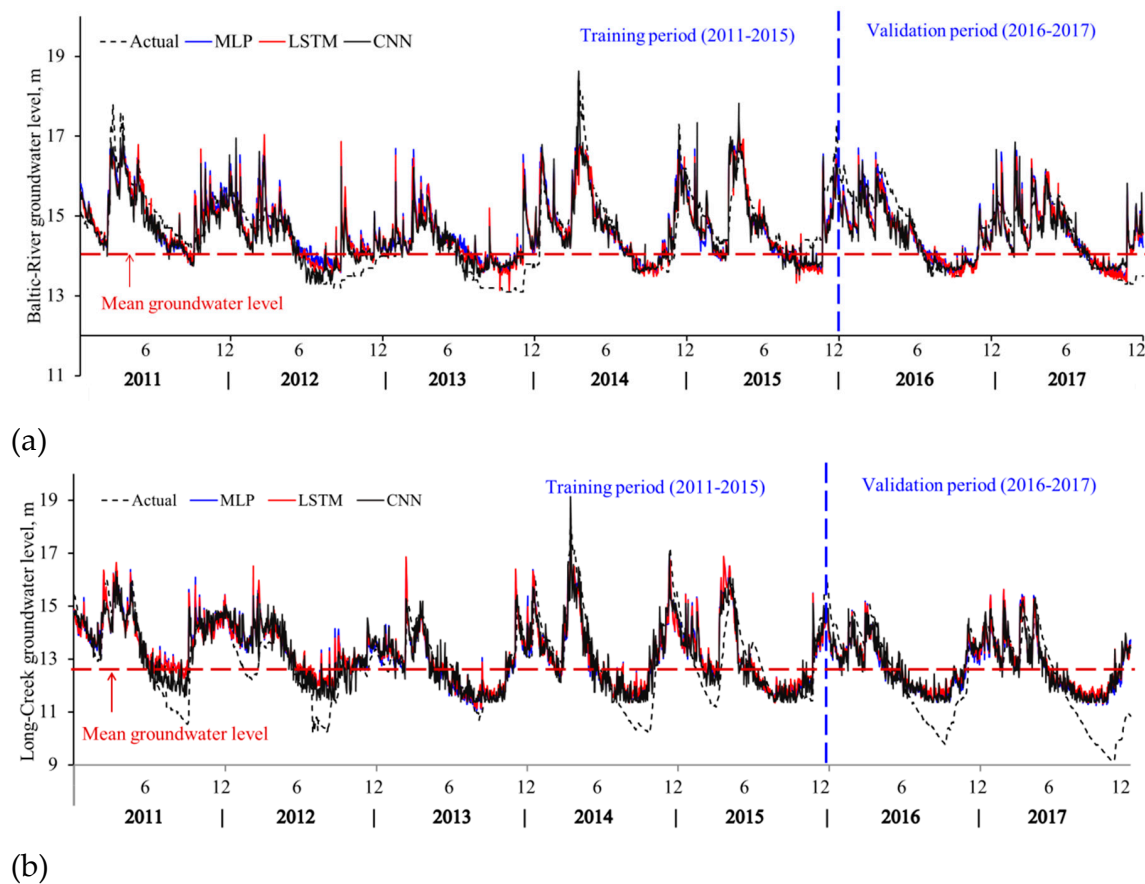 Baltic-River groundwater level, m
19
17
15
13
11
Actual MLP LSTM CNN
Training period (2011-2015)
Validation period (2016-2017)
Mean groundwater level
6 12 6 12 6 12 6 12 6 12 6 12 6 12
2011 | 2012 | 2013 | 2014 | 2015 | 2016 | 2017
(a)
Long-Creek groundwater level, m
19
17
15
13
11
9
Actual MLP LSTM CNN
Training period (2011-2015)
Validation period (2016-2017)
Mean groundwater level
6 12 6 12 6 12 6 12 6 12 6 12 6 12
2011 | 2012 | 2013 | 2014 | 2015 | 2016 | 2017
(b)